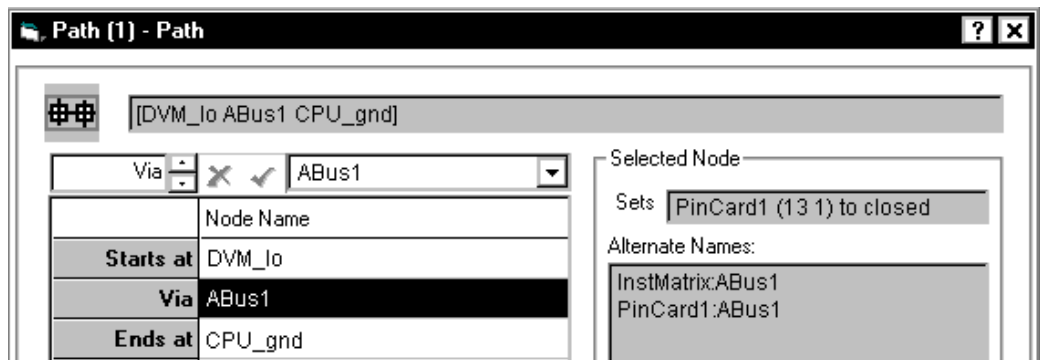 Path (1) - Path
[DVM_lo ABus1 CPU_gnd]
Via ABus1
Node Name
Starts at DVM_lo
Via ABus1
Ends at CPU_gnd
Selected Node
Sets PinCard1 (13 1) to closed
Alternate Names:
InstMatrix:ABus1
PinCard1:ABus1